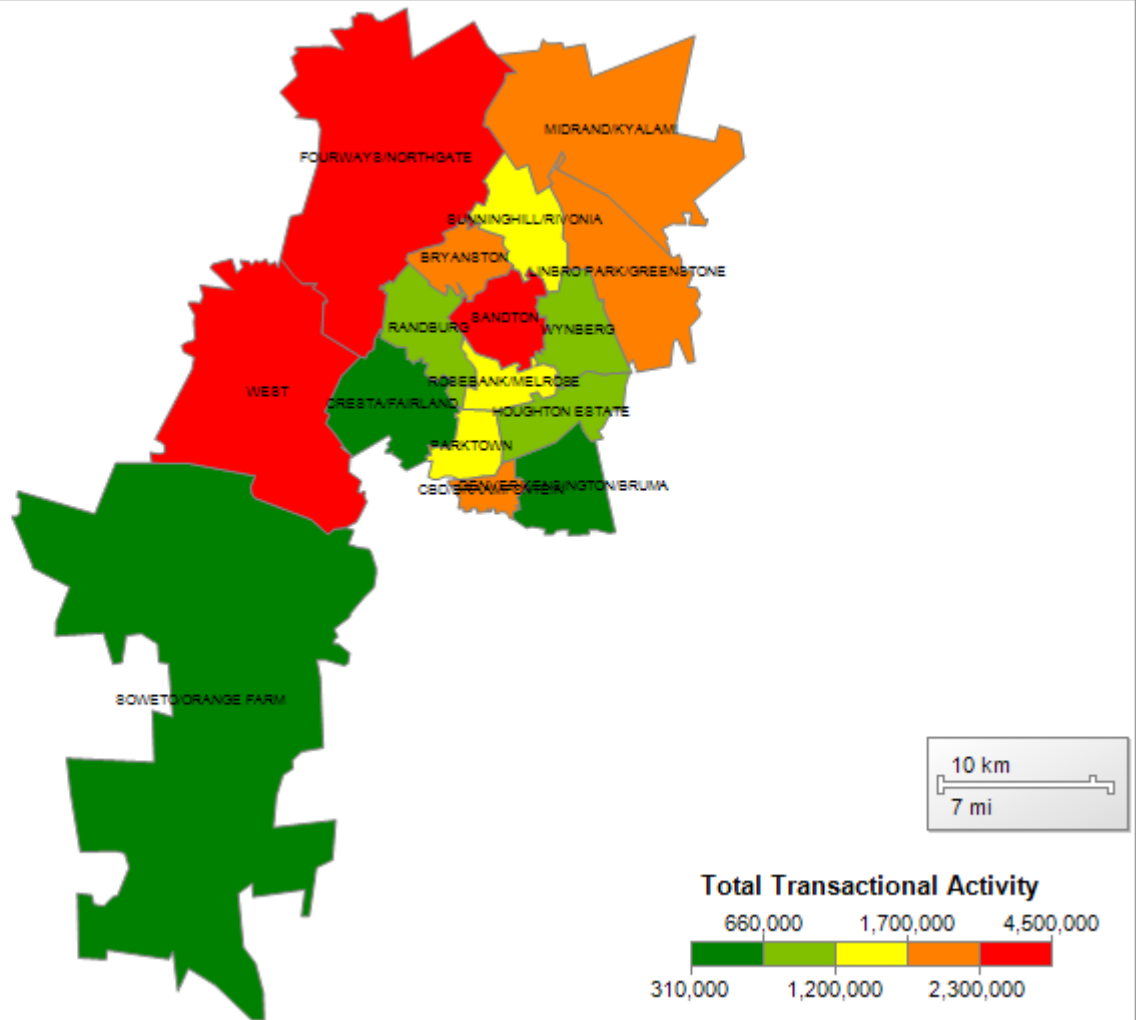 MIDRAND/KYALAMI
FOURWAYS/NORTHGATE
SUNNINGHILL/RIVONIA
BRYANSTON
LINBRO PARK/GREENSTONE
SANDTON
RANDBURG
WYNBERG
ROSEBANK/MELROSE
WEST
CRESTA/FAIRLAND
HOUGHTON ESTATE
PARKTOWN
KENSINGTON/BRUMA
SOWETO/ORANGE FARM
10 km
7 mi
Total Transactional Activity
660,000 1,700,000 4,500,000
310,000 1,200,000 2,300,000